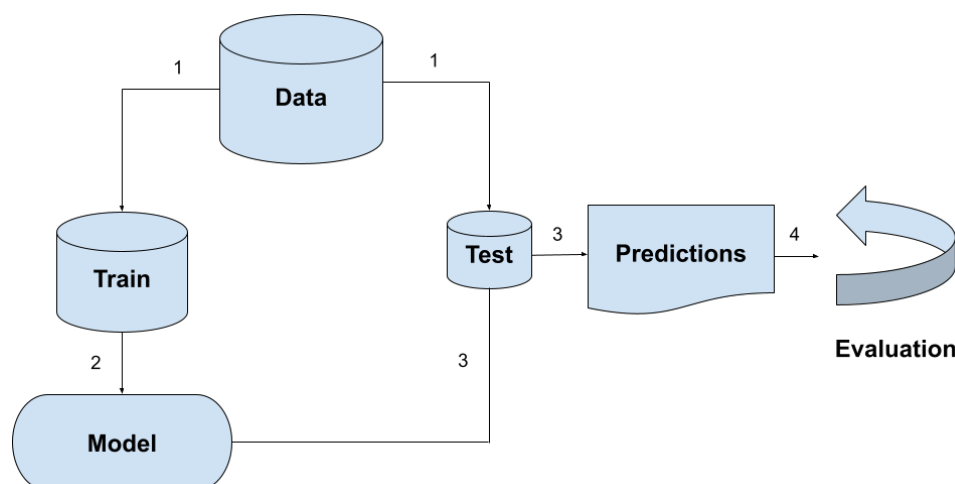 1
1
Data
Train
Test
3
Predictions
4
Evaluation
2
3
Model